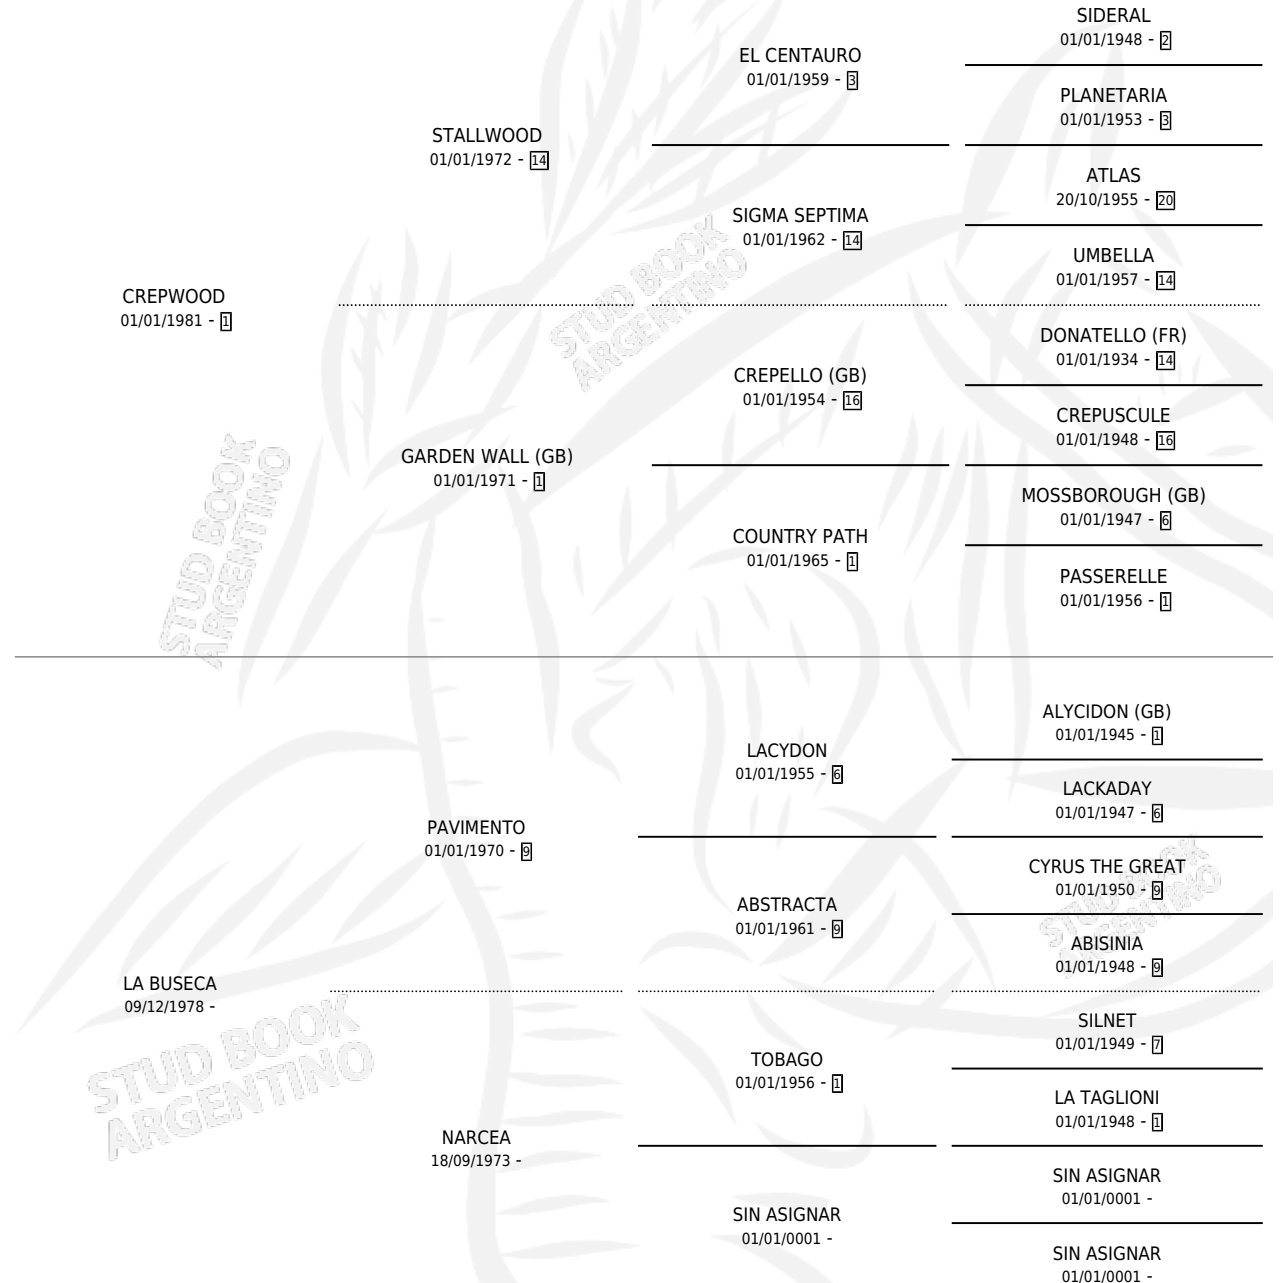 SIDERAL
01/01/1948 - 2
EL CENTAURO
01/01/1959 - 3
PLANETARIA
01/01/1953 - 3
STALLWOOD
01/01/1972 - 14
ATLAS
20/10/1955 - 20
SIGMA SEPTIMA
01/01/1962 - 14
UMBELLA
01/01/1957 - 14
CREPWOOD
01/01/1981 - 1
DONATELLO (FR)
01/01/1934 - 14
CREPELLO (GB)
01/01/1954 - 16
CREPUSCULE
01/01/1948 - 16
GARDEN WALL (GB)
01/01/1971 - 1
MOSSBOROUGH (GB)
01/01/1947 - 6
COUNTRY PATH
01/01/1965 - 1
PASSERELLE
01/01/1956 - 1
ALYCIDON (GB)
01/01/1945 - 1
LACYDON
01/01/1955 - 6
LACKADAY
01/01/1947 - 6
PAVIMENTO
01/01/1970 - 9
CYRUS THE GREAT
01/01/1950 - 9
ABSTRACTA
01/01/1961 - 9
ABISINIA
01/01/1948 - 9
LA BUSECA
09/12/1978 -
SILNET
01/01/1949 - 7
TOBAGO
01/01/1956 - 1
LA TAGLIONI
01/01/1948 - 1
NARCEA
18/09/1973 -
SIN ASIGNAR
01/01/0001 -
SIN ASIGNAR
01/01/0001 -
SIN ASIGNAR
01/01/0001 -
STUD BOOK
ARGENTINO
STUD BOOK
ARGENTINO
STUD BOOK
ARGENTINO
STUD BOOK
ARGENTINO